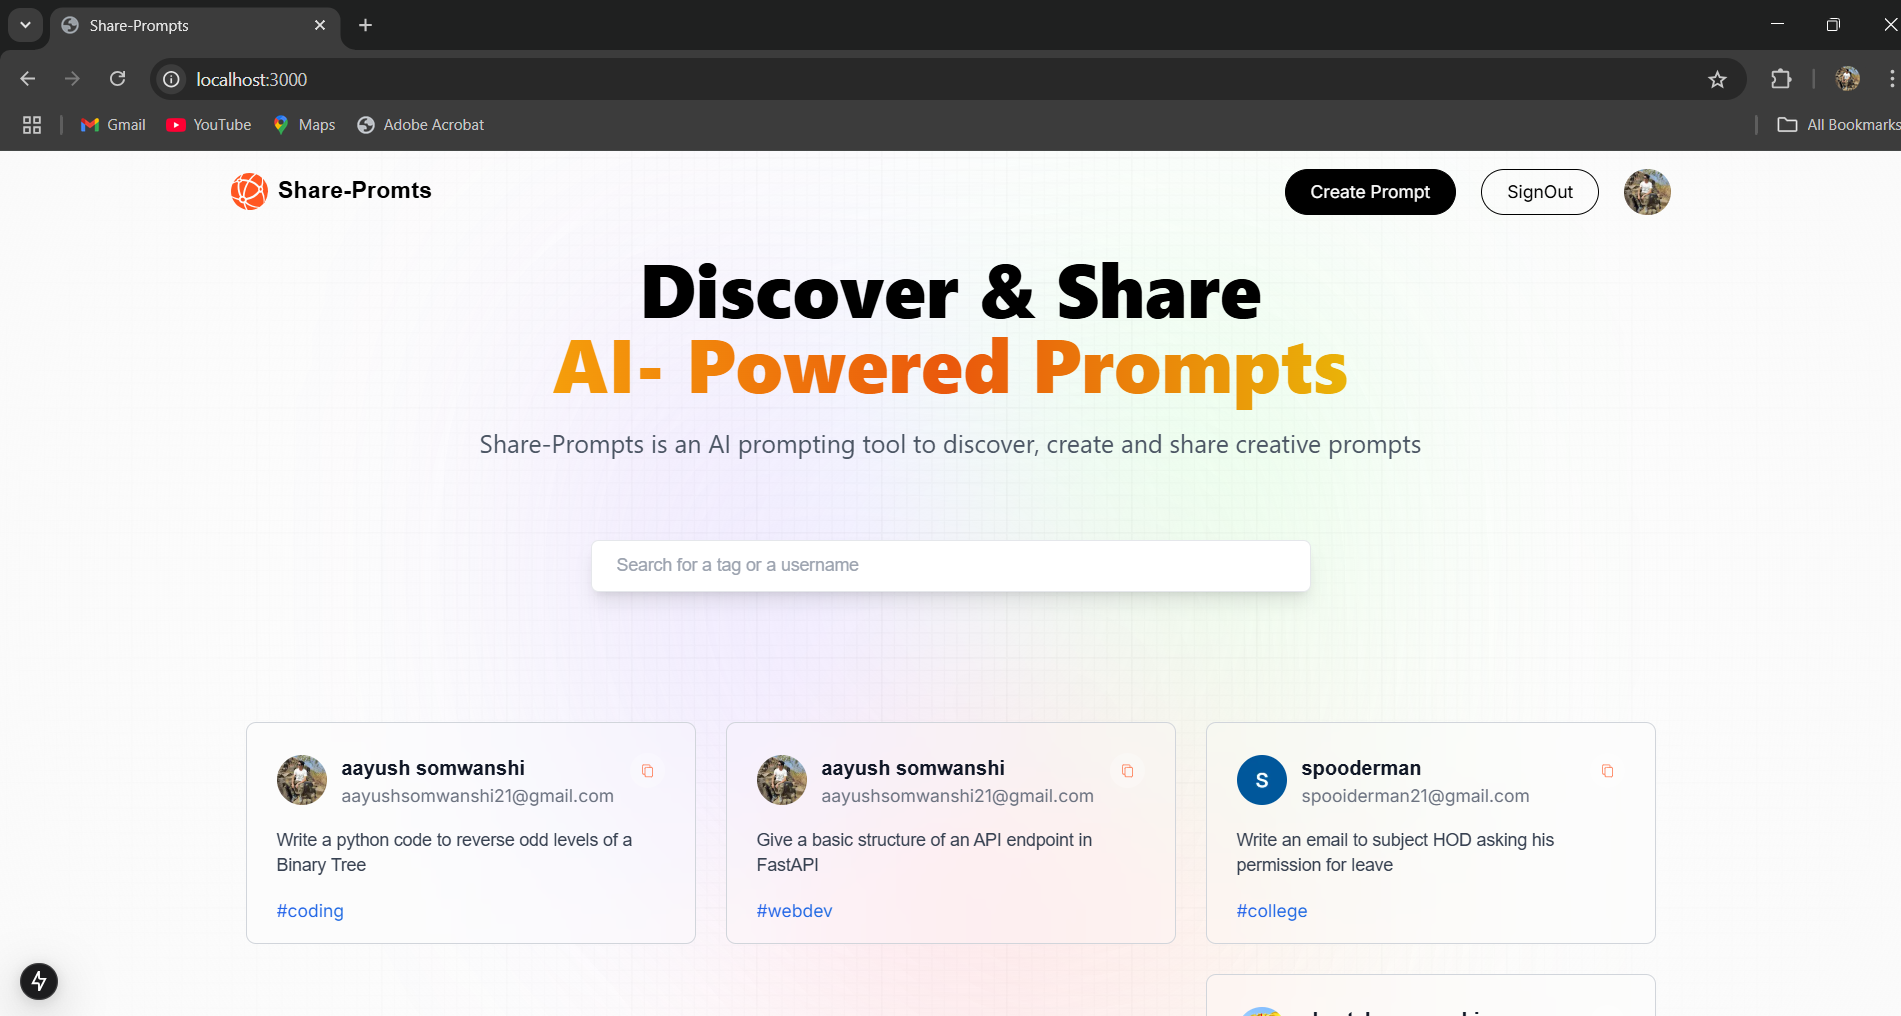 Share-Prompts
localhost:3000
Gmail
YouTube
Maps
Adobe Acrobat
All Bookmarks
Share-Promts
Create Prompt
SignOut
Discover & Share
AI- Powered Prompts
Share-Prompts is an AI prompting tool to discover, create and share creative prompts
Search for a tag or a username
aayush somwanshi
aayushsomwanshi21@gmail.com
Write a python code to reverse odd levels of a
Binary Tree
#coding
aayush somwanshi
aayushsomwanshi21@gmail.com
Give a basic structure of an API endpoint in
FastAPI
#webdev
S
spooderman
spooiderman21@gmail.com
Write an email to subject HOD asking his
permission for leave
#college